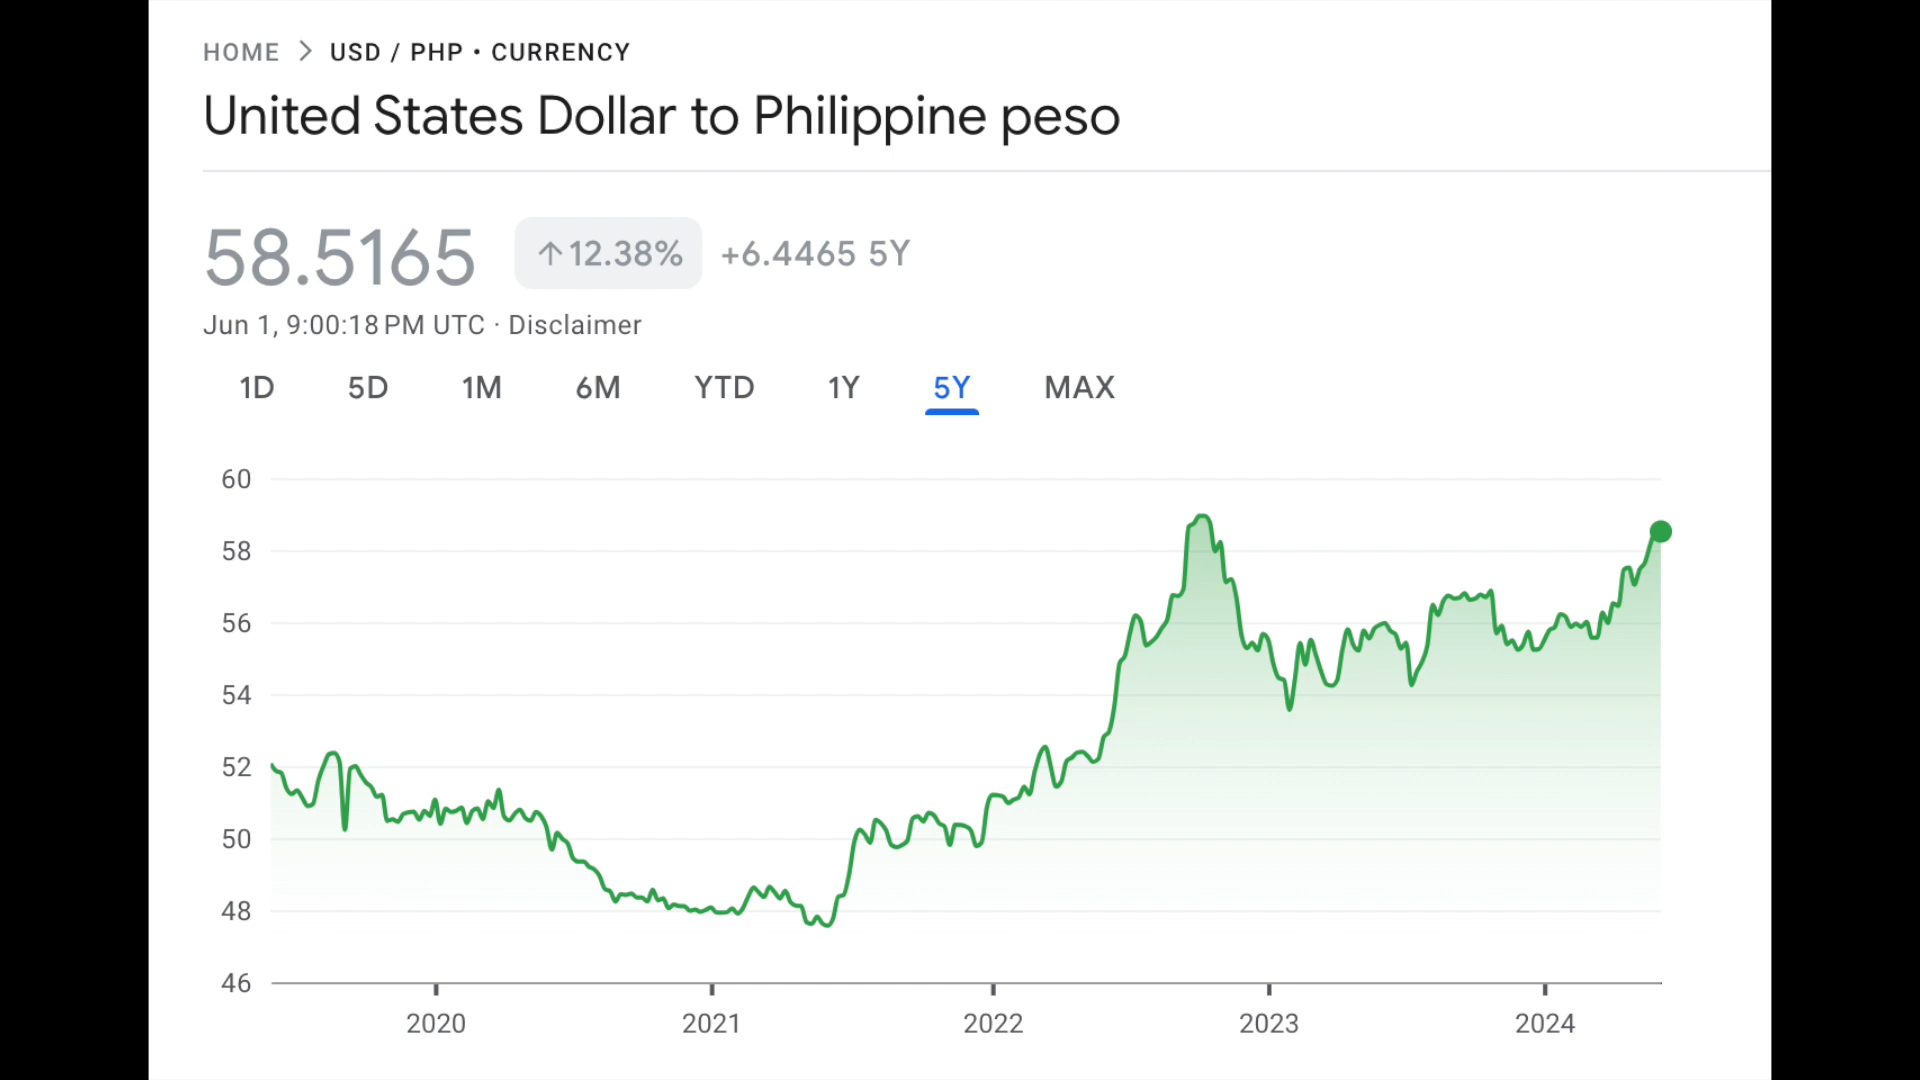 HOME > USD / PHP • CURRENCY
United States Dollar to Philippine peso
58.5165 ↑12.38% +6.4465 5Y
Jun 1, 9:00:18 PM UTC · Disclaimer
1D 5D 1M 6M YTD 1Y 5Y MAX
60
58
56
54
52
50
48
46
2020 2021 2022 2023 2024